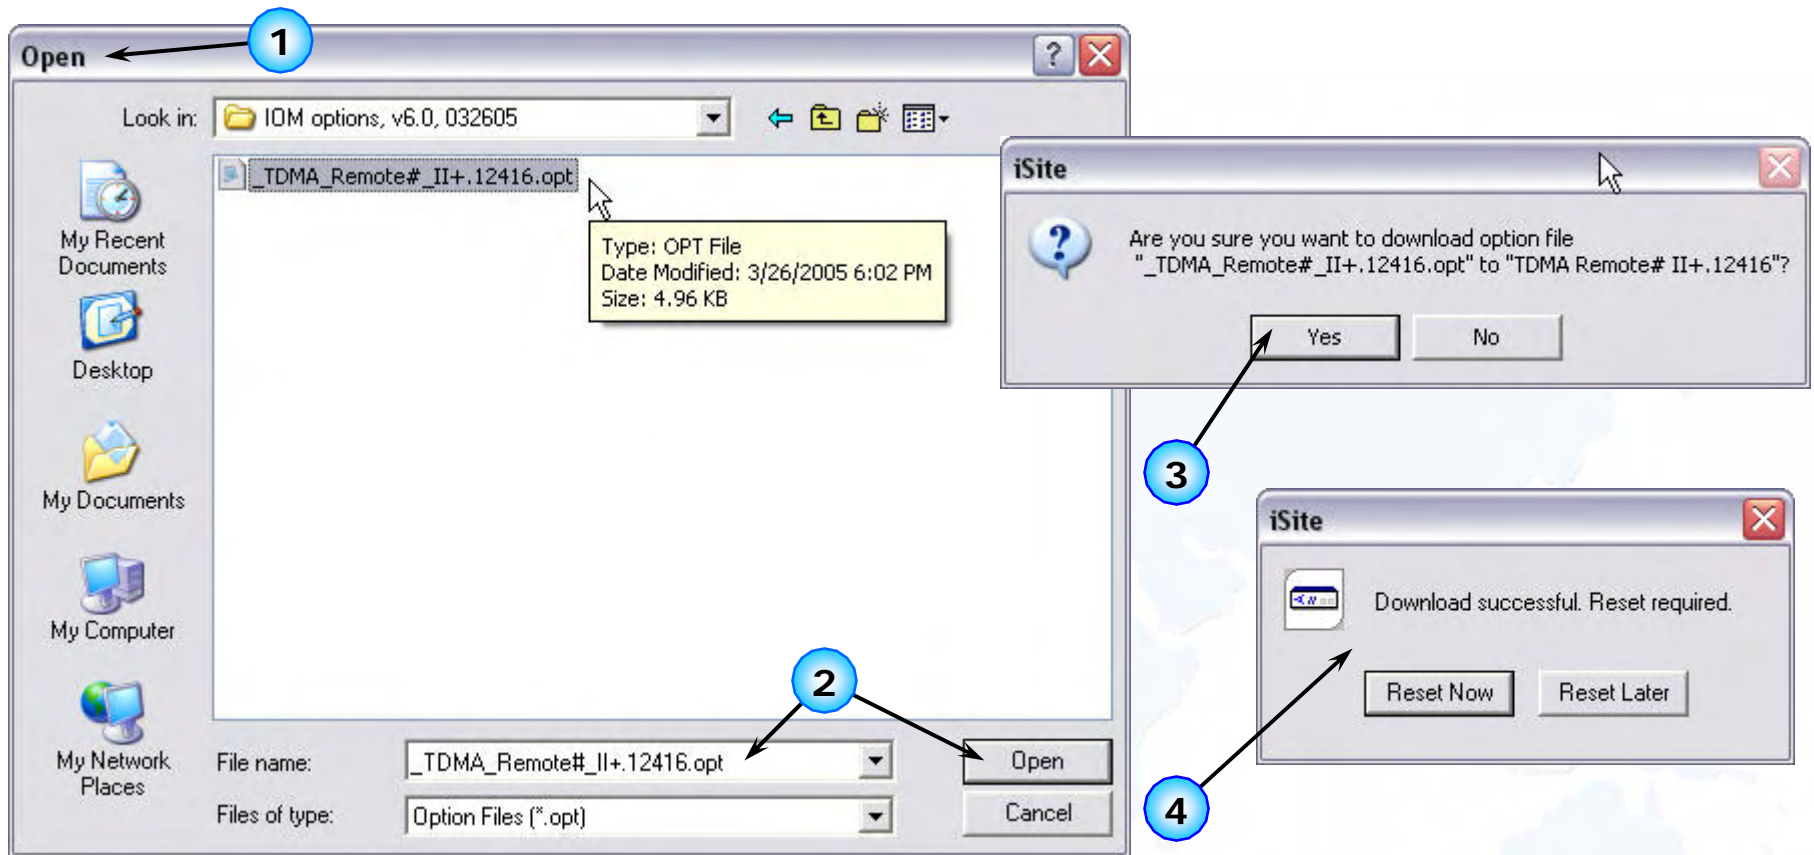 1
Open
Look in:
IOM options, v6.0, 032605
_TDMA_Remote#_II+.12416.opt
Type: OPT File
Date Modified: 3/26/2005 6:02 PM
Size: 4.96 KB
My Recent
Documents
Desktop
My Documents
My Computer
My Network
Places
2
File name:
_TDMA_Remote#_II+.12416.opt
Open
Files of type:
Option Files (*.opt)
Cancel
iSite
Are you sure you want to download option file
"_TDMA_Remote#_II+.12416.opt" to "TDMA Remote# II+.12416"?
Yes
No
3
iSite
Download successful. Reset required.
Reset Now
Reset Later
4